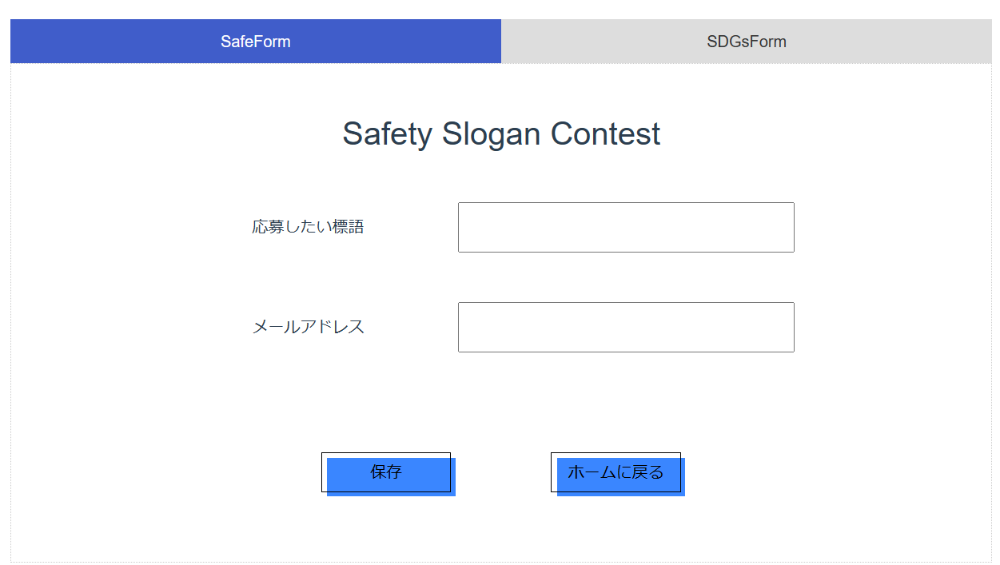 SafeForm
SDGsForm
Safety Slogan Contest
応募したい標語
メールアドレス
保存
ホームに戻る